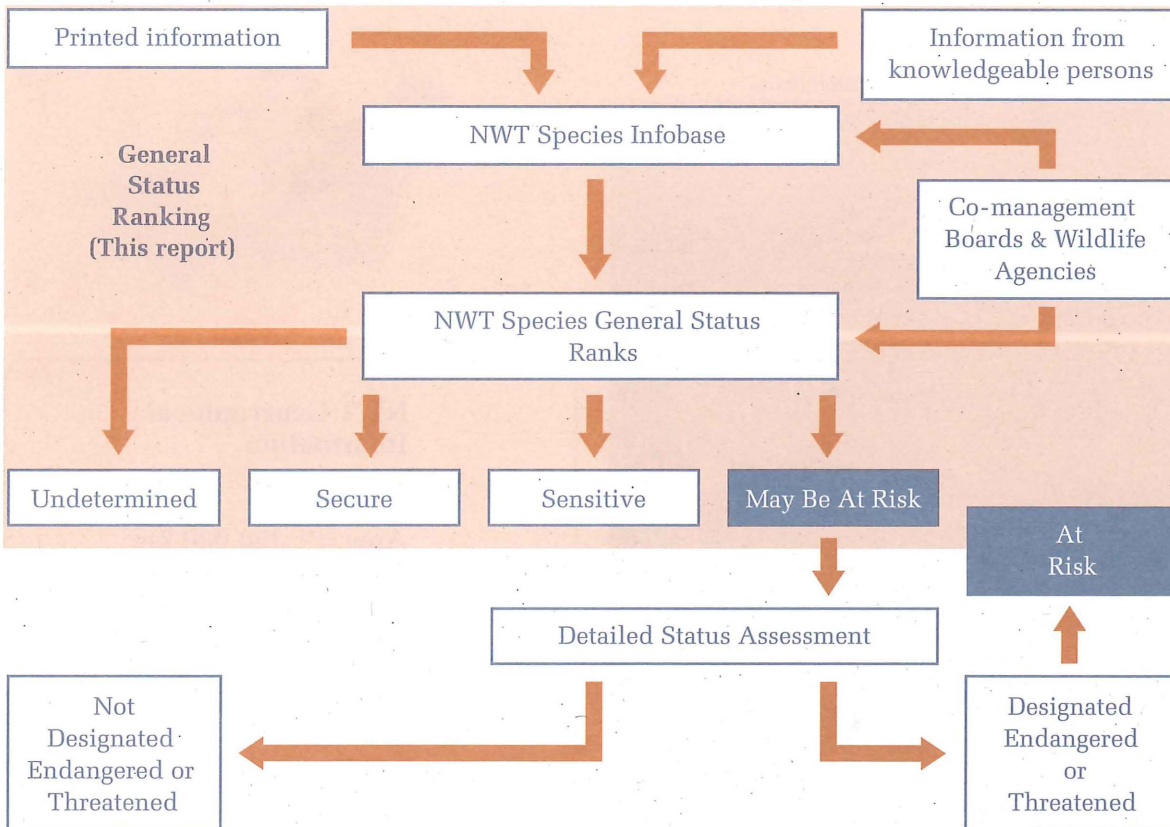 Printed information
Information from
knowledgeable persons
NWT Species Infobase
General
Status
Ranking
(This report)
Co-management
Boards & Wildlife
Agencies
NWT Species General Status
Ranks
Undetermined
Secure
Sensitive
May Be At Risk
At
Risk
Detailed Status Assessment
Not
Designated
Endangered or
Threatened
Designated
Endangered
or
Threatened